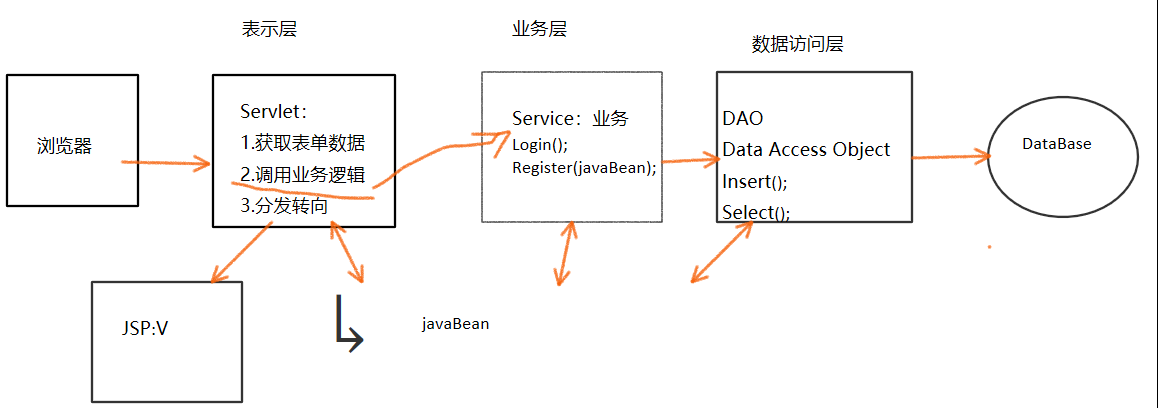 表示层
业务层
数据访问层
浏览器
Servlet：
1.获取表单数据
2.调用业务逻辑
3.分发转向
Service：业务
Login();
Register(javaBean);
DAO
Data Access Object
Insert();
Select();
DataBase
JSP:V
javaBean